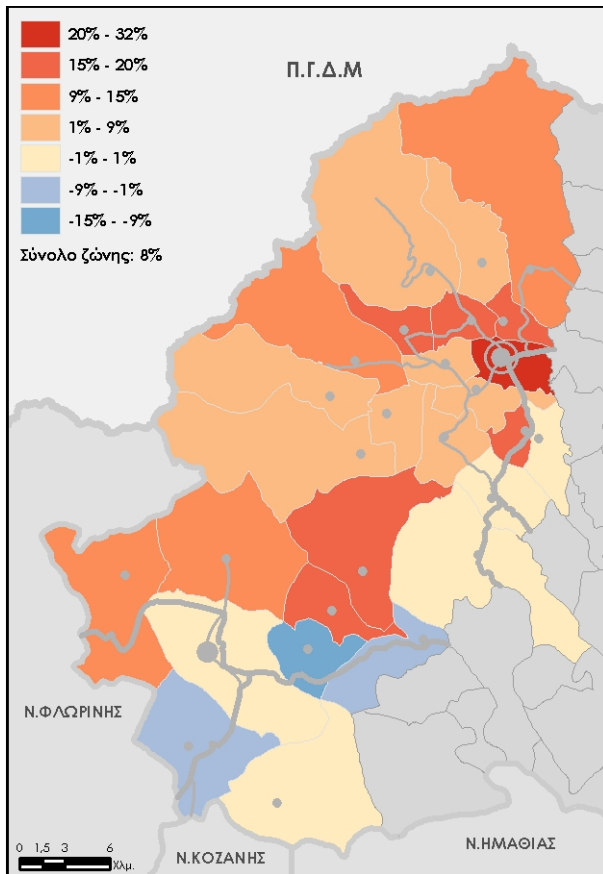 20% - 32%
15% - 20%
9% - 15%
1% - 9%
-1% - 1%
-9% - -1%
-15% - -9%
Σύνολο ζώνης: 8%
Π.Γ.Δ.Μ
Ν.ΦΛΩΡΙΝΗΣ
Ν.ΚΟΖΑΝΗΣ
Ν.ΗΜΑΘΙΑΣ
0 1,5 3 6
Χλμ.